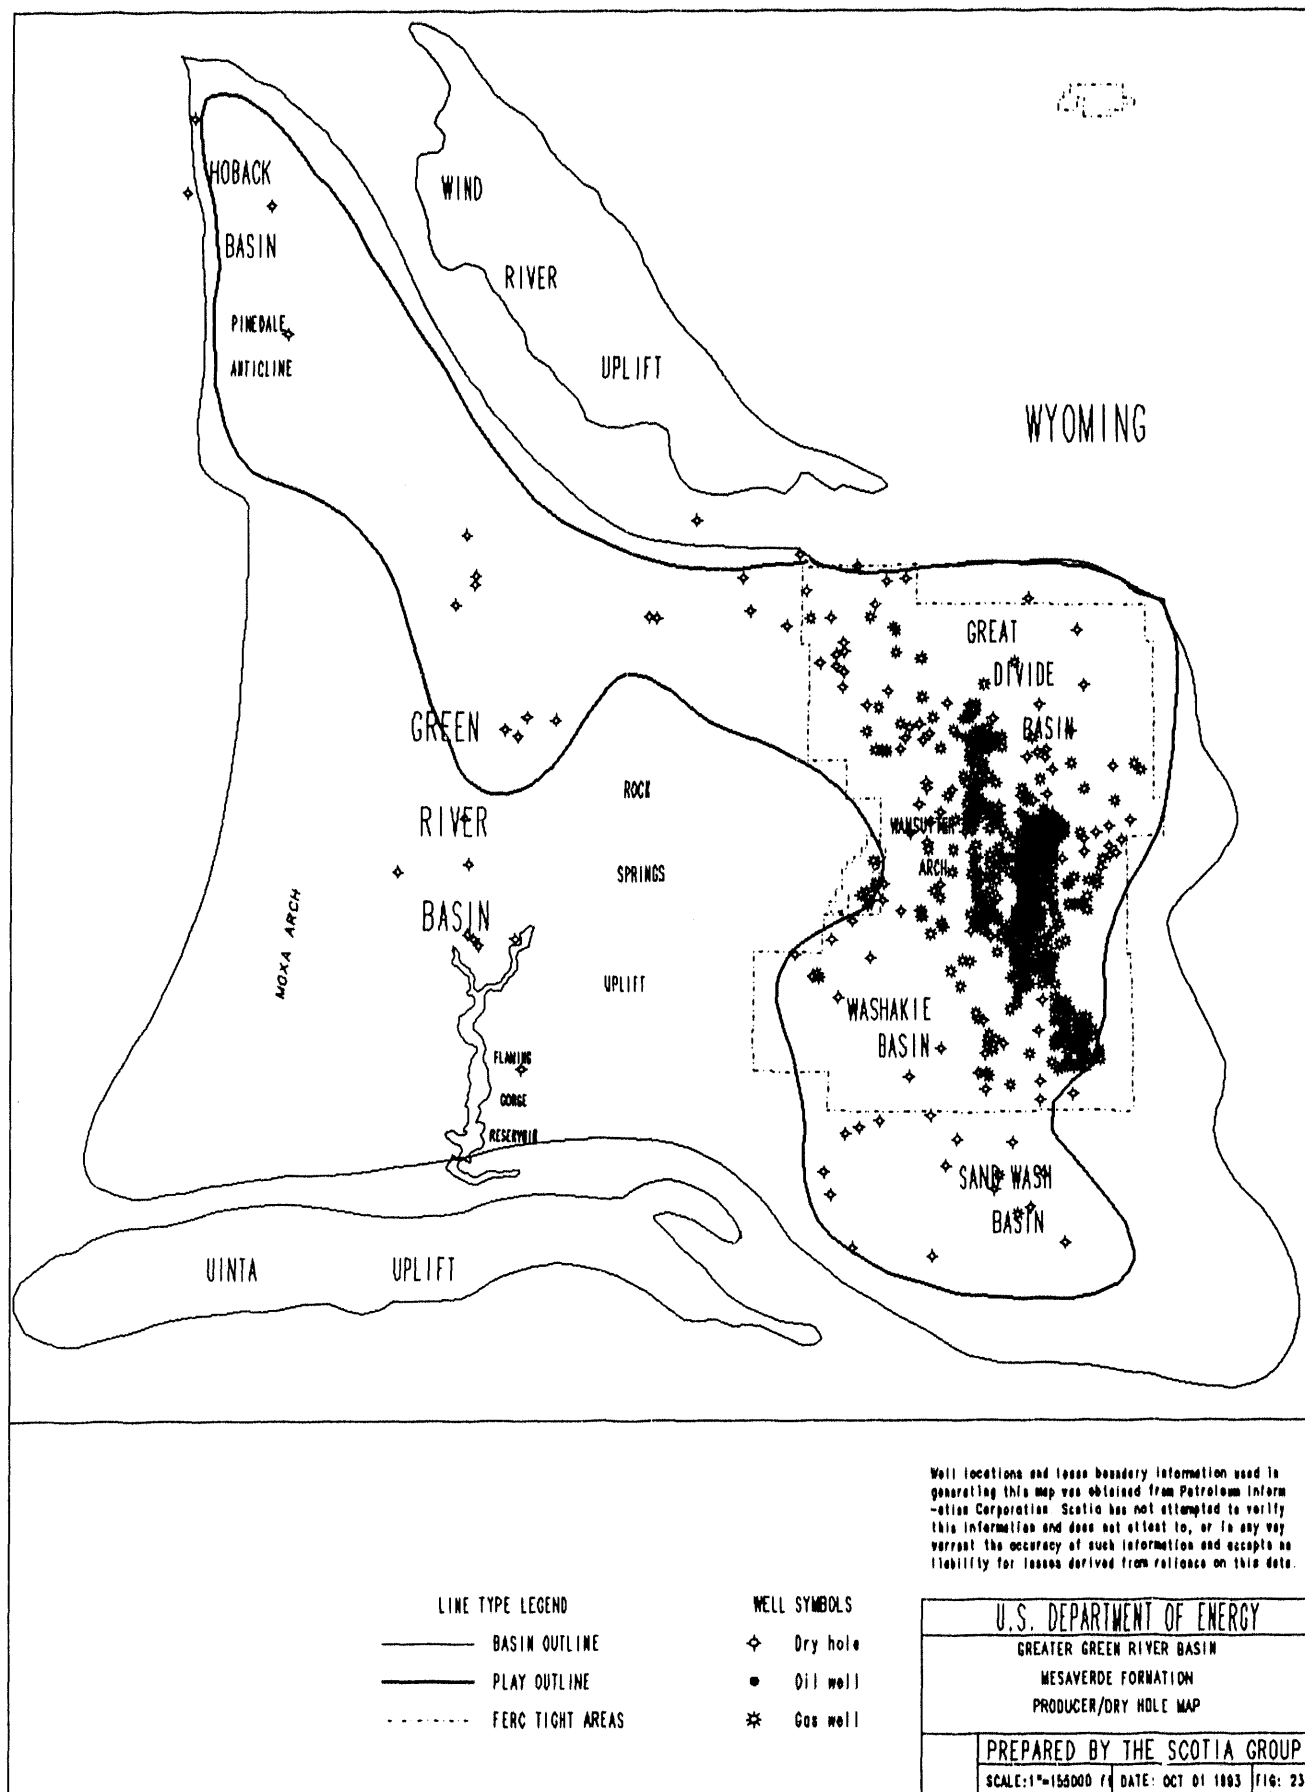 HOBACK
BASIN
PINEDALE
ANTICLINE
WIND
RIVER
UPLIFT
WYOMING
GREAT
DIVIDE
BASIN
GREEN
RIVER
BASIN
ROCK
SPRINGS
UPLIFT
WAMSUTTER
ARCH
MOXA ARCH
WASHAKIE
BASIN
FLAMING
GORGE
RESERVOIR
SAND WASH
BASIN
UINTA UPLIFT
Well locations and lease boundary information used in
generating this map was obtained from Petroleum Inform
-ation Corporation. Scotia has not attempted to verify
this information and does not attest to, or in any way
warrant the accuracy of such information and accepts no
liability for losses derived from reliance on this data.
LINE TYPE LEGEND
BASIN OUTLINE
PLAY OUTLINE
FERC TIGHT AREAS
WELL SYMBOLS
Dry hole
Oil well
Gas well
U.S. DEPARTMENT OF ENERGY
GREATER GREEN RIVER BASIN
MESAVERDE FORMATION
PRODUCER/DRY HOLE MAP
PREPARED BY THE SCOTIA GROUP
SCALE:1"=155000 DATE: OCT 01 1993 FIG: 23